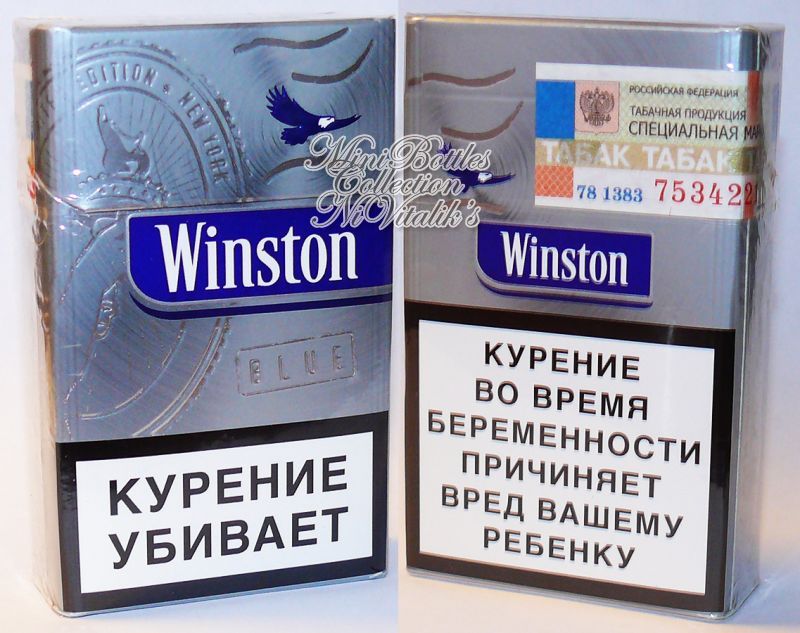 EDITION • NEW YORK
Winston
BLUE
КУРЕНИЕ
УБИВАЕТ
MiniBottles
Collection
NiVitalik's
РОССИЙСКАЯ ФЕДЕРАЦИЯ
ТАБАЧНАЯ ПРОДУКЦИЯ
СПЕЦИАЛЬНАЯ МА
ТАБАК ТАБАК Т
78 1383 753422
Winston
КУРЕНИЕ
ВО ВРЕМЯ
БЕРЕМЕННОСТИ
ПРИЧИНЯЕТ
ВРЕД ВАШЕМУ
РЕБЕНКУ